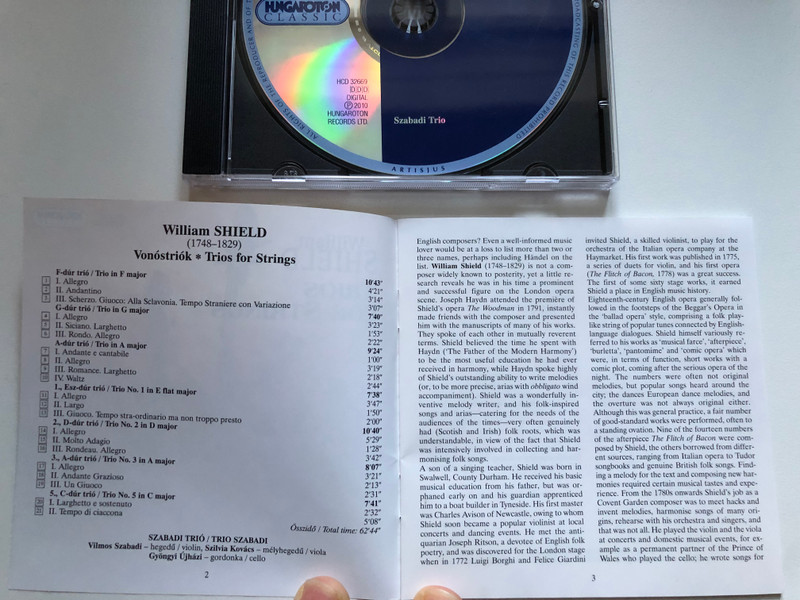 HUNGAROTON
CLASSIC
HCD 32669
D D D
DIGITAL
Ⓟ 2010
HUNGAROTON
RECORDS LTD.
Szabadi Trio
ALL RIGHTS OF THE REPRODUCER AND OF
BROADCASTING OF THIS RECORD PROHIBITED
ARTISJUS
William SHIELD
(1748–1829)
Vonóstriók * Trios for Strings
F-dúr trió / Trio in F major
1 I. Allegro 10'43"
2 II. Andantino 4'21"
3 III. Scherzo. Giuoco: Alla Sclavonia. Tempo Straniere con Variazione 3'14"
G-dúr trió / Trio in G major 3'07"
4 I. Allegro 7'40"
5 II. Siciano. Larghetto 3'23"
6 III. Rondo. Allegro 1'53"
A-dúr trió / Trio in A major 2'22"
7 I. Andante e cantabile 9'24"
8 II. Allegro 1'00"
9 III. Romance. Larghetto 3'19"
10 IV. Waltz 2'18"
1., Esz-dúr trió / Trio No. 1 in E flat major 2'44"
11 I. Allegro 7'38"
12 II. Largo 3'47"
13 III. Giuoco. Tempo stra-ordinario ma non troppo presto 1'50"
2., D-dúr trió / Trio No. 2 in D major 2'00"
14 I. Allegro 10'40"
15 II. Molto Adagio 5'29"
16 III. Rondeau. Allegro 1'28"
3., A-dúr trió / Trio No. 3 in A major 3'42"
17 I. Allegro 8'07"
18 II. Andante Grazioso 3'21"
19 III. Un Giuoco 2'13"
5., C-dúr trió / Trio No. 5 in C major 2'31"
20 I. Larghetto e sostenuto 7'41"
21 II. Tempo di ciaccona 2'32"
5'08"
Összidő / Total time: 62'44"
SZABADI TRIÓ / TRIO SZABADI
Vilmos Szabadi – hegedű / violin, Szilvia Kovács – mélyhegedű / viola
Gyöngyi Újházi – gordonka / cello
2
English composers? Even a well-informed music
lover would be at a loss to list more than two or
three names, perhaps including Händel on the
list. William Shield (1748–1829) is not a com-
poser widely known to posterity, yet a little re-
search reveals he was in his time a prominent
and successful figure on the London opera
scene. Joseph Haydn attended the première of
Shield's opera The Woodman in 1791, instantly
made friends with the composer and presented
him with the manuscripts of many of his works.
They spoke of each other in mutually reverent
terms. Shield believed the time he spent with
Haydn ('The Father of the Modern Harmony')
to be the most useful education he had ever
received in harmony, while Haydn spoke highly
of Shield's outstanding ability to write melodies
(or, to be more precise, arias with obbligato wind
accompaniment). Shield was a wonderfully in-
ventive melody writer, and his folk-inspired
songs and arias—catering for the needs of the
audiences of the times—very often genuinely
had (Scottish and Irish) folk roots, which was
understandable, in view of the fact that Shield
was intensively involved in collecting and har-
monising folk songs.
A son of a singing teacher, Shield was born in
Swalwell, County Durham. He received his basic
musical education from his father, but was or-
phaned early on and his guardian apprenticed
him to a boat builder in Tyneside. His first master
was Charles Avison of Newcastle, owing to whom
Shield soon became a popular violinist at local
concerts and dancing events. He met the anti-
quarian Joseph Ritson, a devotee of English folk
poetry, and was discovered for the London stage
when in 1772 Luigi Borghi and Felice Giardini
invited Shield, a skilled violinist, to play for the
orchestra of the Italian opera company at the
Haymarket. His first work was published in 1775,
a series of duets for violin, and his first opera
(The Flitch of Bacon, 1778) was a great success.
The first of some sixty stage works, it earned
Shield a place in English music history.
Eighteenth-century English opera generally fol-
lowed in the footsteps of the Beggar's Opera in
the 'ballad opera' style, comprising a folk play-
like string of popular tunes connected by English-
language dialogues. Shield himself variously re-
ferred to his works as 'musical farce', 'afterpiece',
'burletta', 'pantomime' and 'comic opera' which
were, in terms of function, short works with a
comic plot, coming after the serious opera of the
night. The numbers were often not original
melodies, but popular songs heard around the
city; the dances European dance melodies, and
the overture was not always original either.
Although this was general practice, a fair number
of good-standard works were performed, often to
a standing ovation. Nine of the fourteen numbers
of the afterpiece The Flitch of Bacon were com-
posed by Shield, the others borrowed from differ-
ent sources, ranging from Italian opera to Tudor
songbooks and genuine British folk songs. Find-
ing a melody for the text and composing new har-
monies required certain musical tastes and expe-
rience. From the 1780s onwards Shield's job as a
Covent Garden composer was to meet hacks and
invent melodies, harmonise songs of many ori-
gins, rehearse with his orchestra and singers, and
that was not all. He played the violin and the viola
at concerts and domestic musical events, for ex-
ample as a permanent partner of the Prince of
Wales who played the cello; he wrote songs for
3